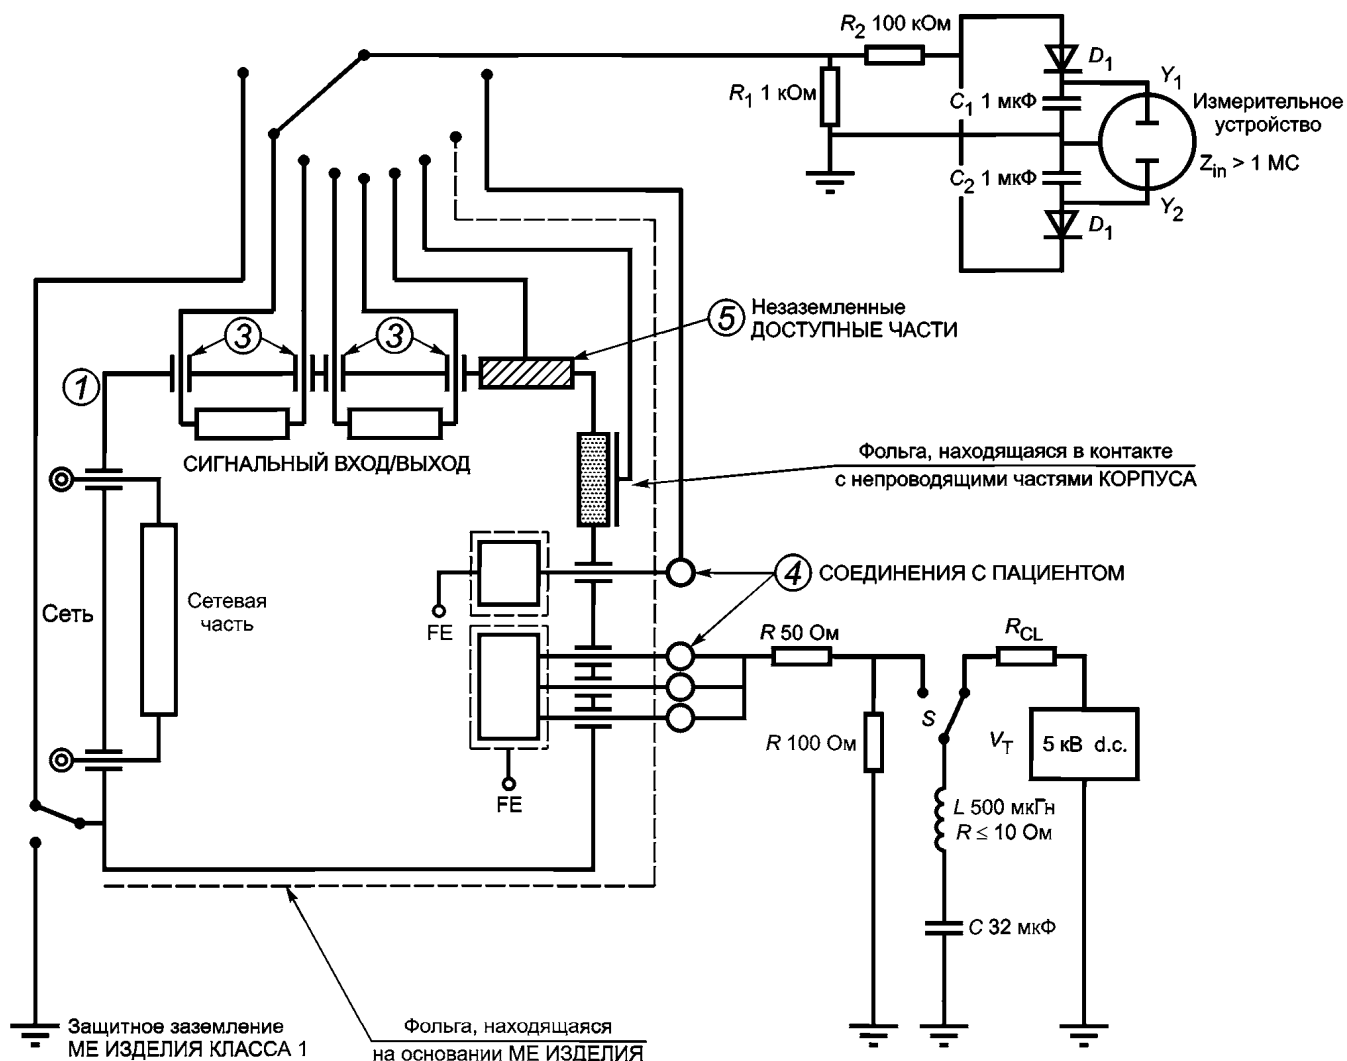 R2 100 кОм
D1
Y1
R1 1 кОм
C1 1 мкФ
Измерительное
устройство
C2 1 мкФ
Zin > 1 МС
Y2
D1
5 Незаземленные
ДОСТУПНЫЕ ЧАСТИ
3
3
1
СИГНАЛЬНЫЙ ВХОД/ВЫХОД
Фольга, находящаяся в контакте
с непроводящими частями КОРПУСА
4 СОЕДИНЕНИЯ С ПАЦИЕНТОМ
Сеть
Сетевая
часть
FE
R 50 Ом
RCL
S
R 100 Ом
VT
5 кВ d.c.
FE
L 500 мкГн
R ≤ 10 Ом
C 32 мкФ
Защитное заземление
МЕ ИЗДЕЛИЯ КЛАССА 1
Фольга, находящаяся
на основании МЕ ИЗДЕЛИЯ